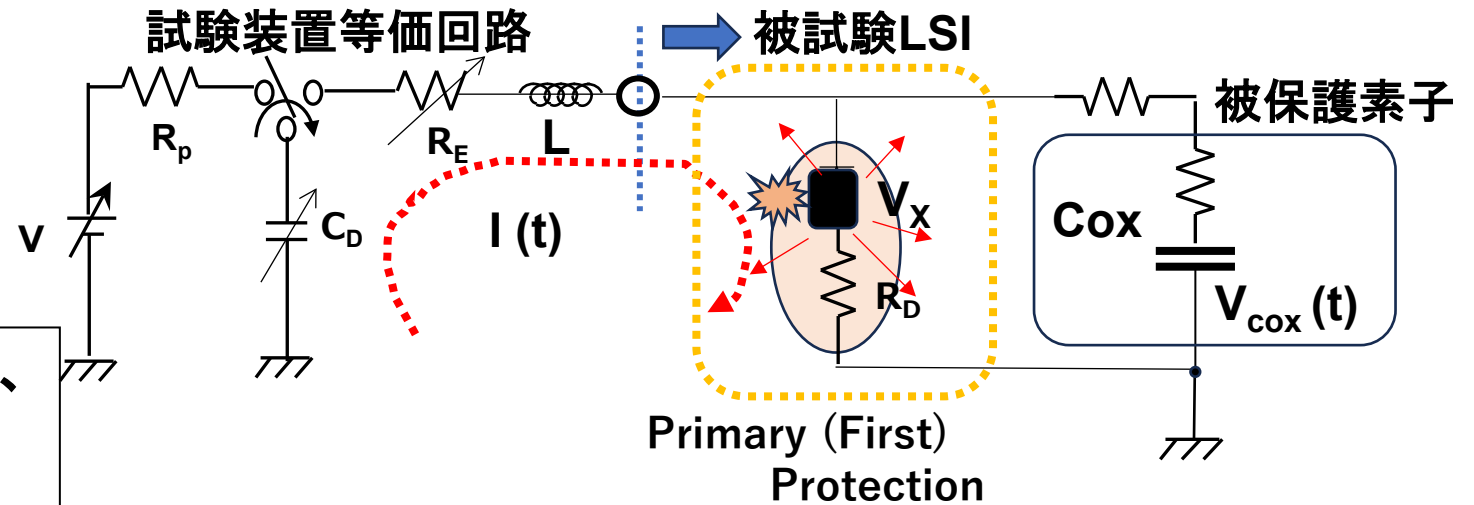 試験装置等価回路
被試験LSI
被保護素子
Rp
RE
L
V
CD
I (t)
VX
RD
Cox
Vcox (t)
Primary (First)
Protection